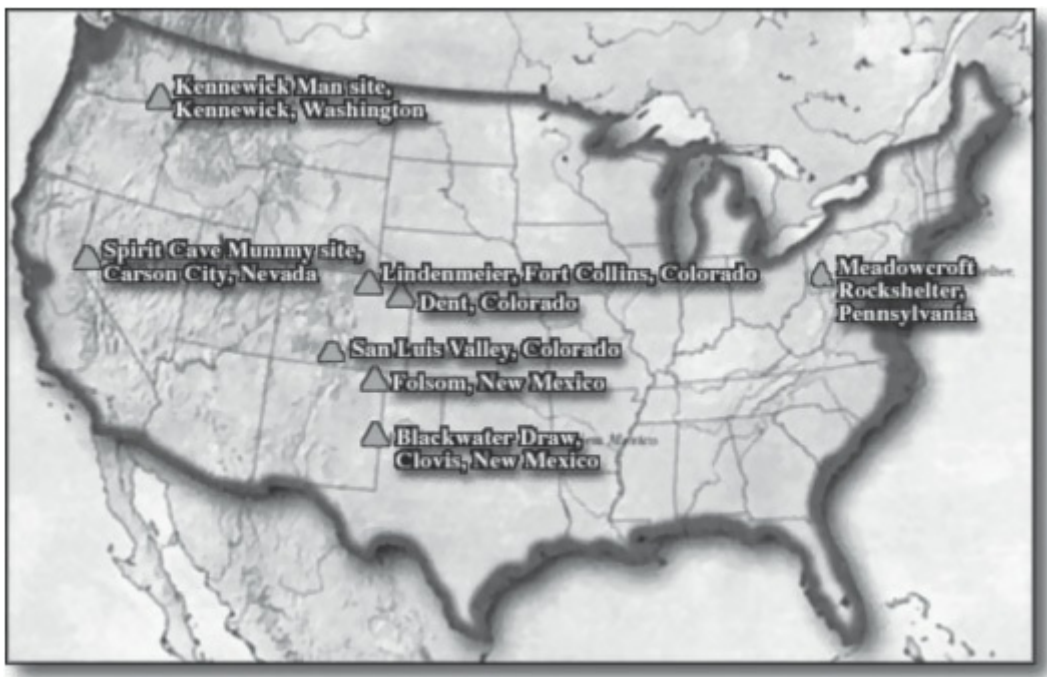 Kennewick Man site,
Kennewick, Washington
Spirit Cave Mummy site,
Carson City, Nevada
Lindenmeier, Fort Collins, Colorado
Dent, Colorado
Meadowcroft
Rockshelter,
Pennsylvania
San Luis Valley, Colorado
Folsom, New Mexico
Blackwater Draw,
Clovis, New Mexico
Mexico